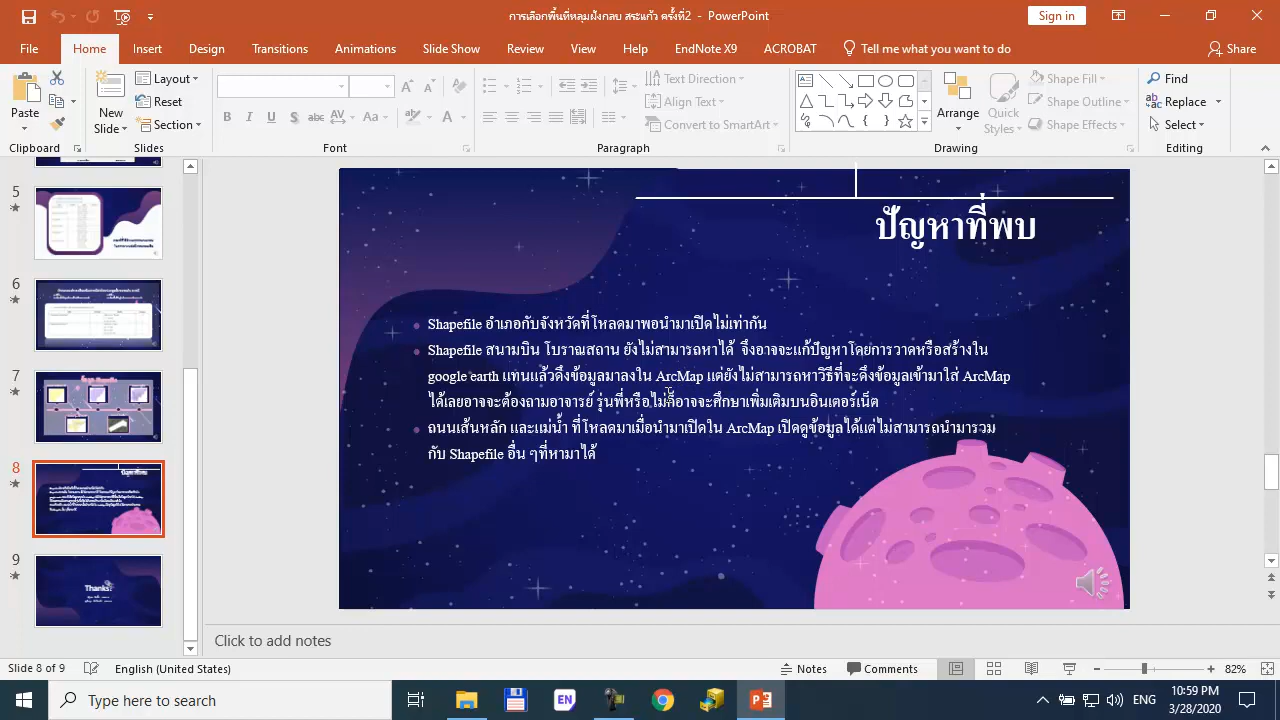 การเลือกพื้นที่หลุมฝังกลบ สระแก้ว ครั้งที่2 - PowerPoint
Sign in
File Home Insert Design Transitions Animations Slide Show Review View Help EndNote X9 ACROBAT Tell me what you want to do Share
Paste
New Slide
Layout
Reset
Section
Text Direction
Align Text
Convert to SmartArt
Arrange
Quick Styles
Shape Fill
Shape Outline
Shape Effects
Find
Replace
Select
Clipboard Slides Font Paragraph Drawing Editing
5
6
7
8
9
Thanks!
ปัญหาที่พบ
Shapefile อำเภอกับจังหวัดที่โหลดมาพอนำมาเปิดไม่เท่ากัน
Shapefile สนามบิน โบราณสถาน ยังไม่สามารถหาได้ จึงอาจจะแก้ปัญหาโดยการวาดหรือสร้างใน
google earth แทนแล้วดึงข้อมูลมาลงใน ArcMap แต่ยังไม่สามารถหาวิธีที่จะดึงข้อมูลเข้ามาใส่ ArcMap
ได้เลยอาจจะต้องถามอาจารย์ รุ่นพี่หรือไม่ก็อาจจะศึกษาเพิ่มเติมบนอินเตอร์เน็ต
ถนนเส้นหลัก และแม่น้ำ ที่โหลดมาเมื่อนำมาเปิดใน ArcMap เปิดดูข้อมูลได้แต่ไม่สามารถนำมารวม
กับ Shapefile อื่นๆที่หามาได้
Click to add notes
Slide 8 of 9 English (United States) Notes Comments 82%
Type here to search
EN
ENG
10:59 PM
3/28/2020